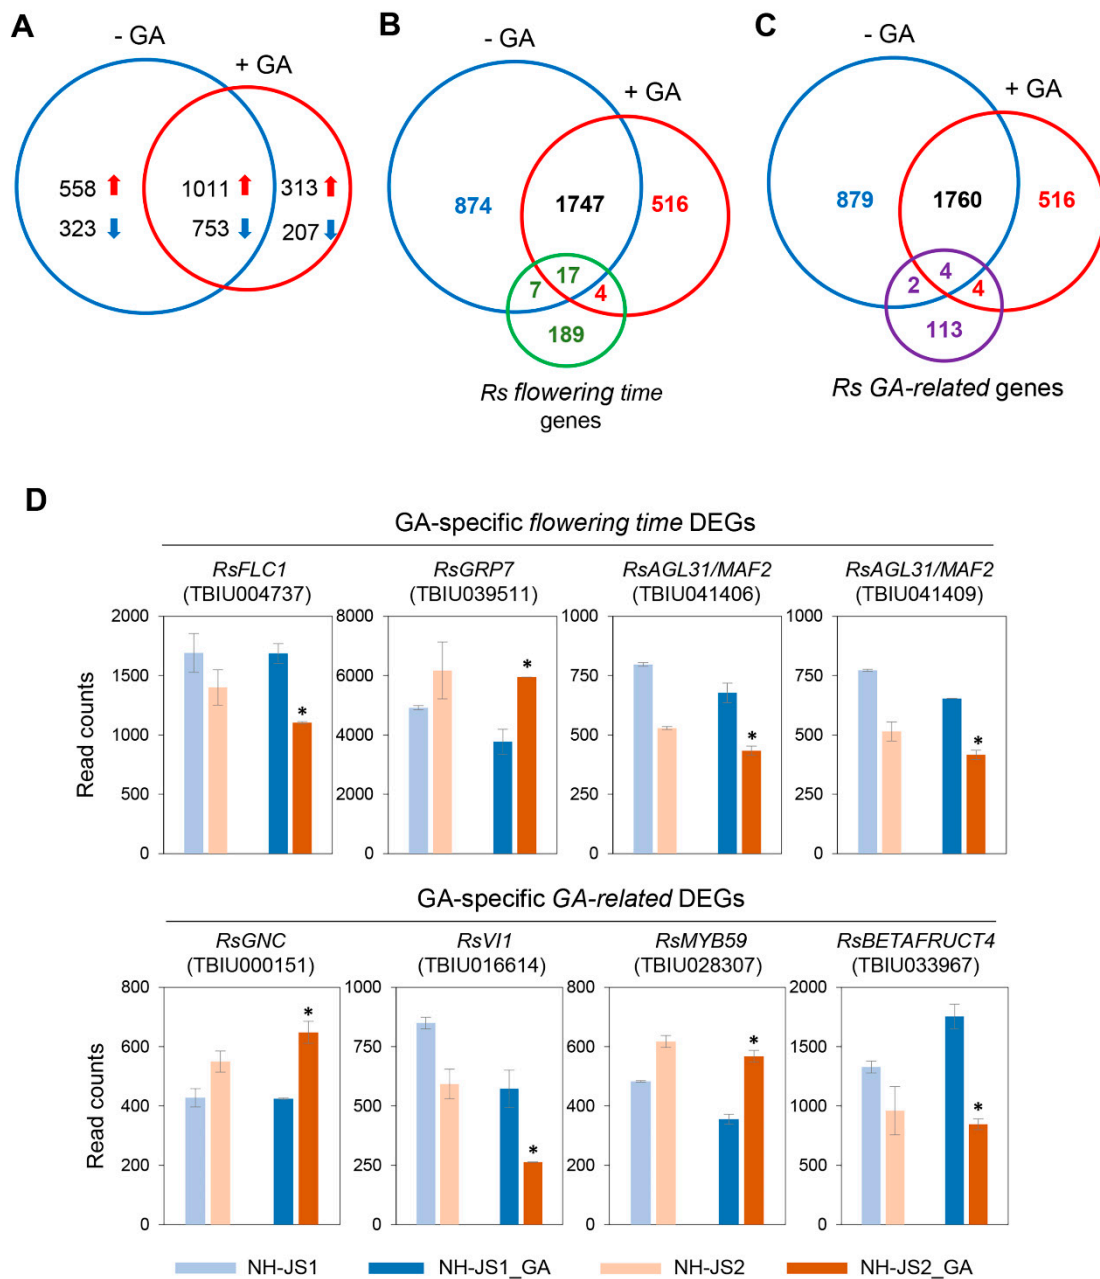 A
- GA
+ GA
558
1011
313
323
753
207
B
- GA
+ GA
874
1747
516
17
7
4
189
Rs flowering time
genes
C
- GA
+ GA
879
1760
516
4
2
4
113
Rs GA-related genes
D
GA-specific flowering time DEGs
RsFLC1
(TBIU004737)
RsGRP7
(TBIU039511)
RsAGL31/MAF2
(TBIU041406)
RsAGL31/MAF2
(TBIU041409)
Read counts
2000
1500
1000
500
0
*
8000
6000
4000
2000
0
*
1000
750
500
250
0
*
1000
750
500
250
0
*
GA-specific GA-related DEGs
RsGNC
(TBIU000151)
RsVI1
(TBIU016614)
RsMYB59
(TBIU028307)
RsBETAFRUCT4
(TBIU033967)
Read counts
800
600
400
200
0
*
1000
750
500
250
0
*
800
600
400
200
0
*
2000
1500
1000
500
0
*
NH-JS1
NH-JS1_GA
NH-JS2
NH-JS2_GA